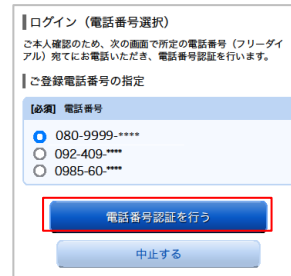 ログイン（電話番号選択）
ご本人確認のため、次の画面で所定の電話番号（フリーダイ
アル）宛てにお電話いただき、電話番号認証を行います。
ご登録電話番号の指定
【必須】 電話番号
080-9999-****
092-409-****
0985-60-****
電話番号認証を行う
中止する